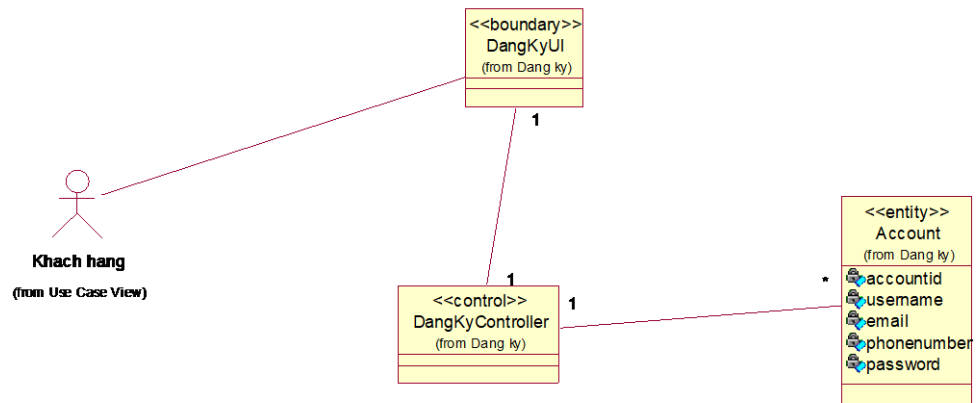 <<boundary>>
DangKyUI
(from Dang ky)
1
Khach hang
(from Use Case View)
1
<<control>>
DangKyController
(from Dang ky)
1
*
<<entity>>
Account
(from Dang ky)
accountid
username
email
phonenumber
password